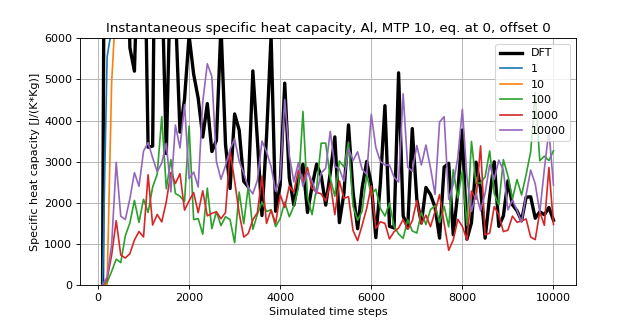 Instantaneous specific heat capacity, Al, MTP 10, eq. at 0, offset 0
Specific heat capacity [J/(K*Kg)]
6000
5000
4000
3000
2000
1000
0
DFT
1
10
100
1000
10000
0 2000 4000 6000 8000 10000
Simulated time steps